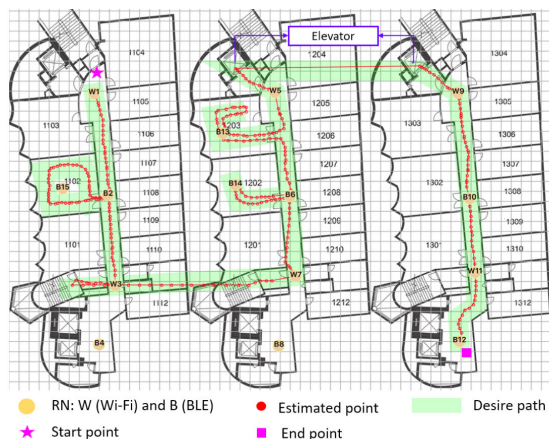 Elevator
1104
1204
1304
W1
W5
W9
1105
1205
1305
1103
1203
1303
B13
1106
1206
1306
1107
1207
1307
1102
1202
1302
B15
B14
B2
B6
B10
1108
1208
1308
1109
1209
1309
1101
1201
1301
1110
1210
1310
W3
W7
W11
1112
1212
1312
B4
B8
B12
RN: W (Wi-Fi) and B (BLE)
Estimated point
Desire path
Start point
End point